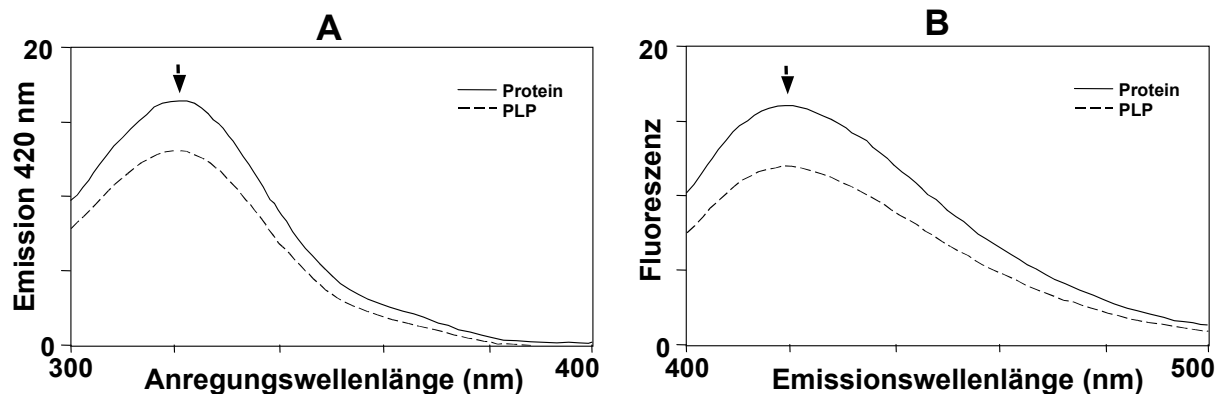 A
20
Emission 420 nm
Protein
PLP
0
300
Anregungswellenlänge (nm)
400
B
20
Fluoreszenz
Protein
PLP
0
400
Emissionswellenlänge (nm)
500